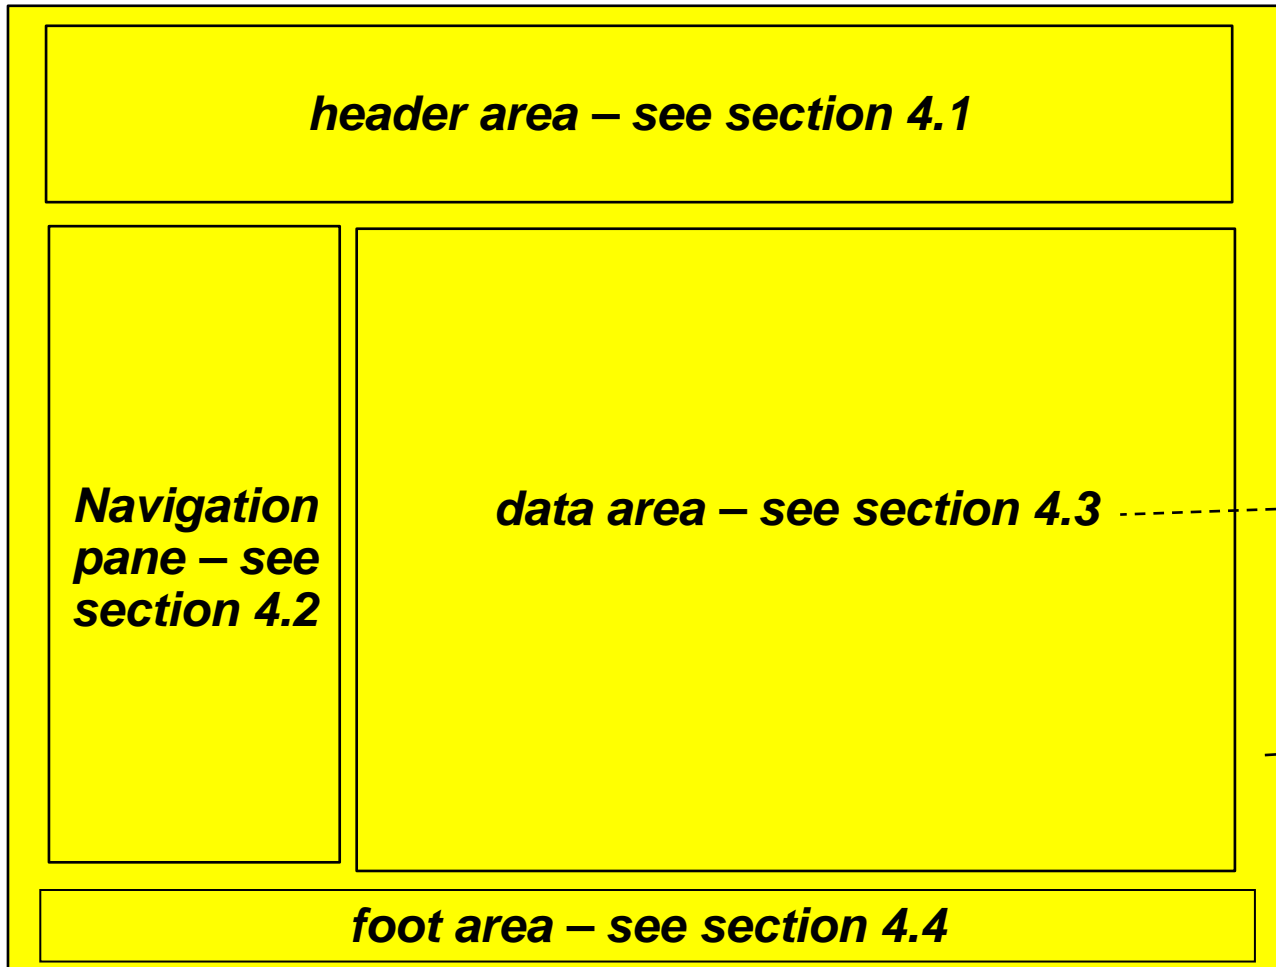 header area – see section 4.1
Navigation
pane – see
section 4.2
data area – see section 4.3
foot area – see section 4.4